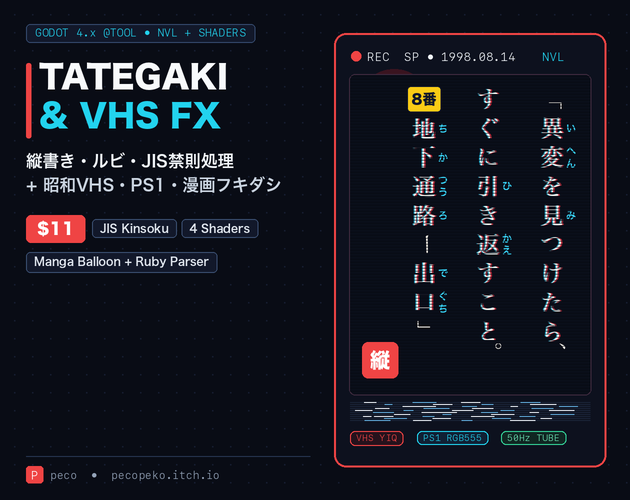 GODOT 4.x @TOOL • NVL + SHADERS
TATEGAKI
& VHS FX
縦書き・ルビ・JIS禁則処理
+ 昭和VHS・PS1・漫画フキダシ
$11
JIS Kinsoku
4 Shaders
Manga Balloon + Ruby Parser
P peco • pecopeko.itch.io
REC SP • 1998.08.14 NVL
「異変を見つけたら、
い へん み
すぐに引き返すこと。
ひ かえ
8番地下通路—出口」
ち か つう ろ で ぐち
縦
VHS YIQ
PS1 RGB555
50Hz TUBE